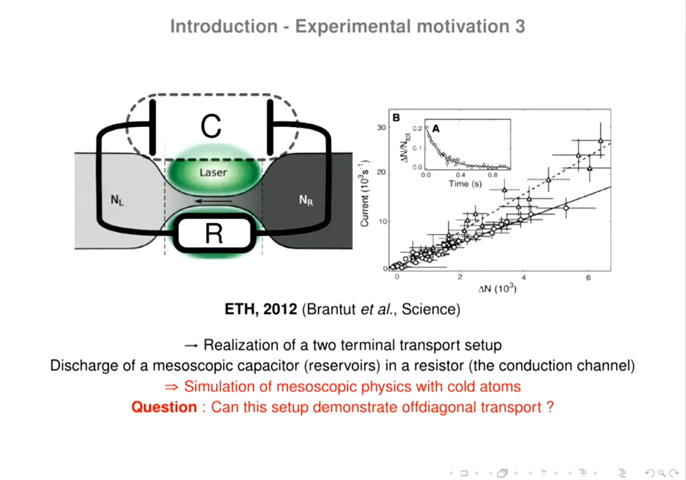 Introduction - Experimental motivation 3
C
Laser
N_L
N_R
R
B
A
ΔN/N_tot
0.2
0.1
0.0
0.0
0.4
0.8
Time (s)
Current (10³s⁻¹)
30
20
10
0
0
2
4
6
ΔN (10³)
ETH, 2012 (Brantut et al., Science)
→ Realization of a two terminal transport setup
Discharge of a mesoscopic capacitor (reservoirs) in a resistor (the conduction channel)
⇒ Simulation of mesoscopic physics with cold atoms
Question : Can this setup demonstrate offdiagonal transport ?